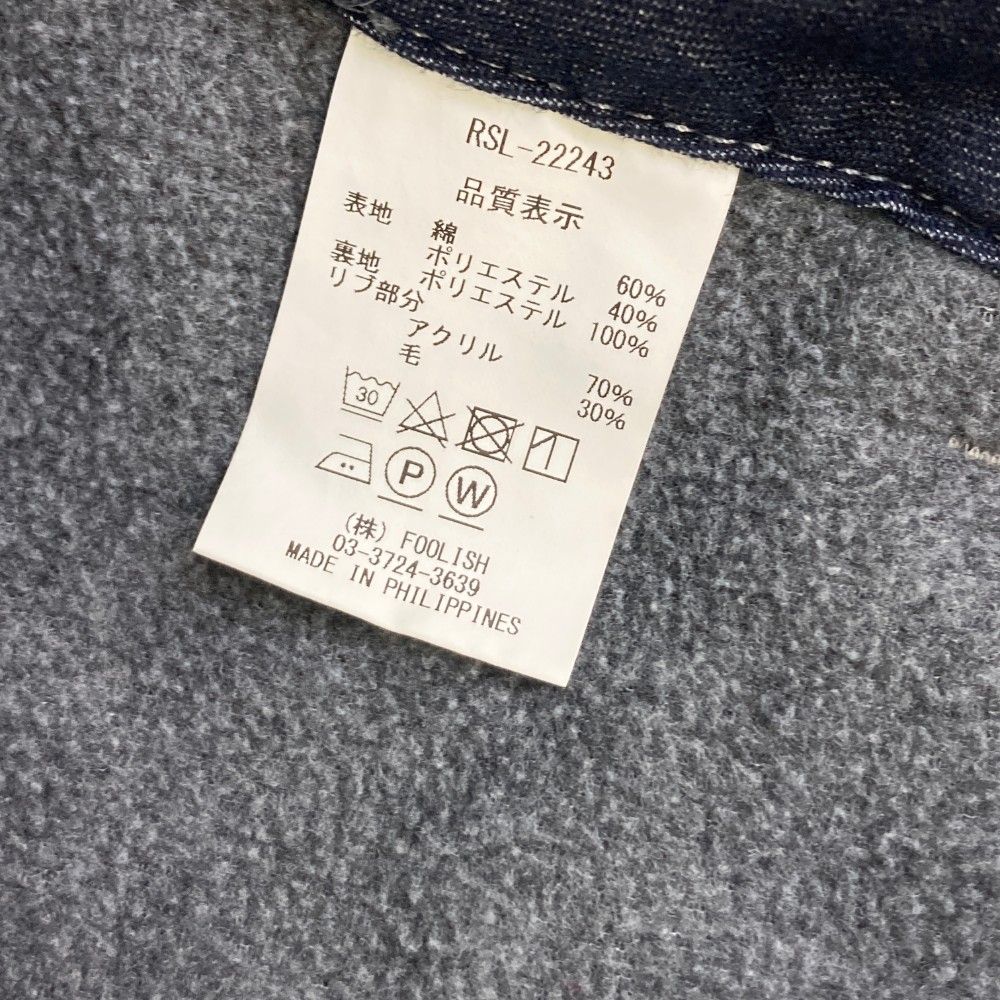 RSL-22243
品質表示
表地 綿 60%
ポリエステル 40%
裏地 ポリエステル 100%
リブ部分
アクリル 70%
毛 30%
30
P W
(株) FOOLISH
03-3724-3639
MADE IN PHILIPPINES